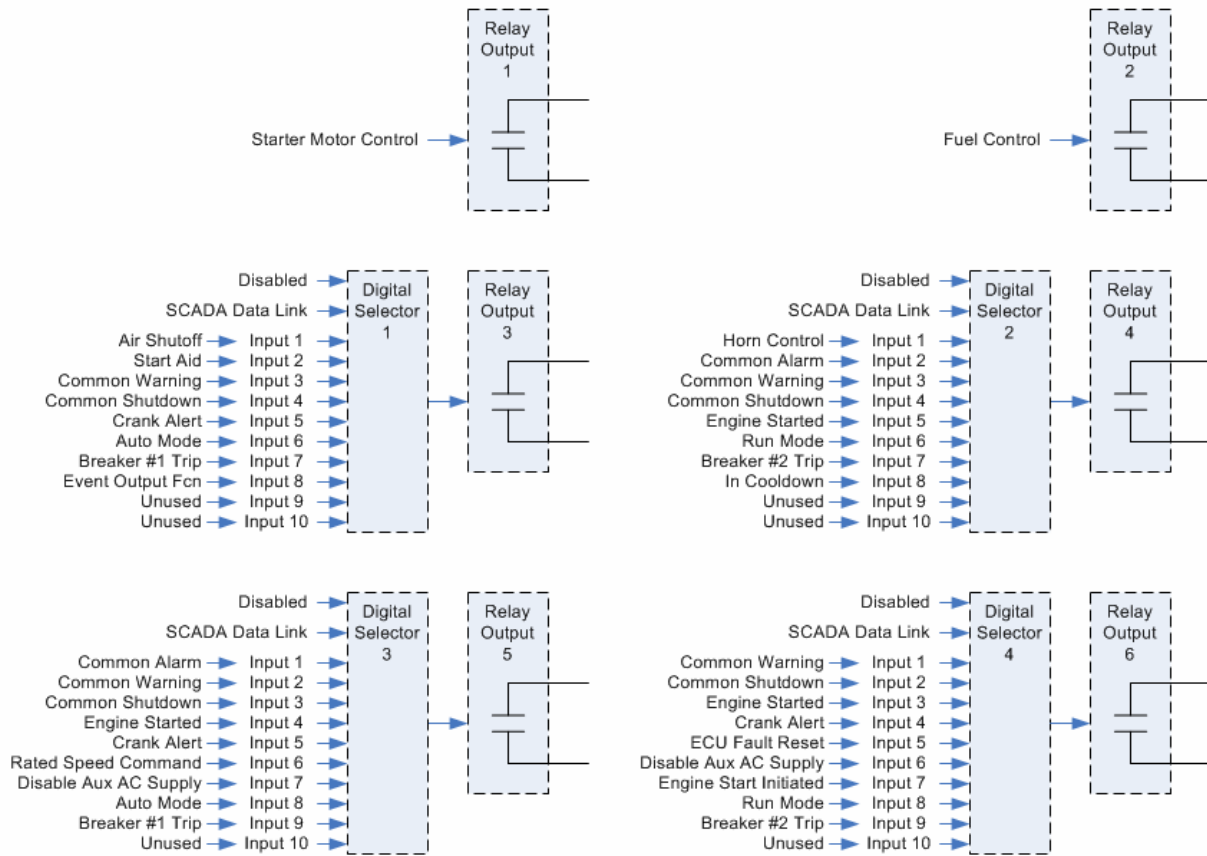 Relay
Output
1
Starter Motor Control
Relay
Output
2
Fuel Control
Disabled
SCADA Data Link
Air Shutoff Input 1
Start Aid Input 2
Common Warning Input 3
Common Shutdown Input 4
Crank Alert Input 5
Auto Mode Input 6
Breaker #1 Trip Input 7
Event Output Fcn Input 8
Unused Input 9
Unused Input 10
Digital
Selector
1
Relay
Output
3
Disabled
SCADA Data Link
Horn Control Input 1
Common Alarm Input 2
Common Warning Input 3
Common Shutdown Input 4
Engine Started Input 5
Run Mode Input 6
Breaker #2 Trip Input 7
In Cooldown Input 8
Unused Input 9
Unused Input 10
Digital
Selector
2
Relay
Output
4
Disabled
SCADA Data Link
Common Alarm Input 1
Common Warning Input 2
Common Shutdown Input 3
Engine Started Input 4
Crank Alert Input 5
Rated Speed Command Input 6
Disable Aux AC Supply Input 7
Auto Mode Input 8
Breaker #1 Trip Input 9
Unused Input 10
Digital
Selector
3
Relay
Output
5
Disabled
SCADA Data Link
Common Warning Input 1
Common Shutdown Input 2
Engine Started Input 3
Crank Alert Input 4
ECU Fault Reset Input 5
Disable Aux AC Supply Input 6
Engine Start Initiated Input 7
Run Mode Input 8
Breaker #2 Trip Input 9
Unused Input 10
Digital
Selector
4
Relay
Output
6